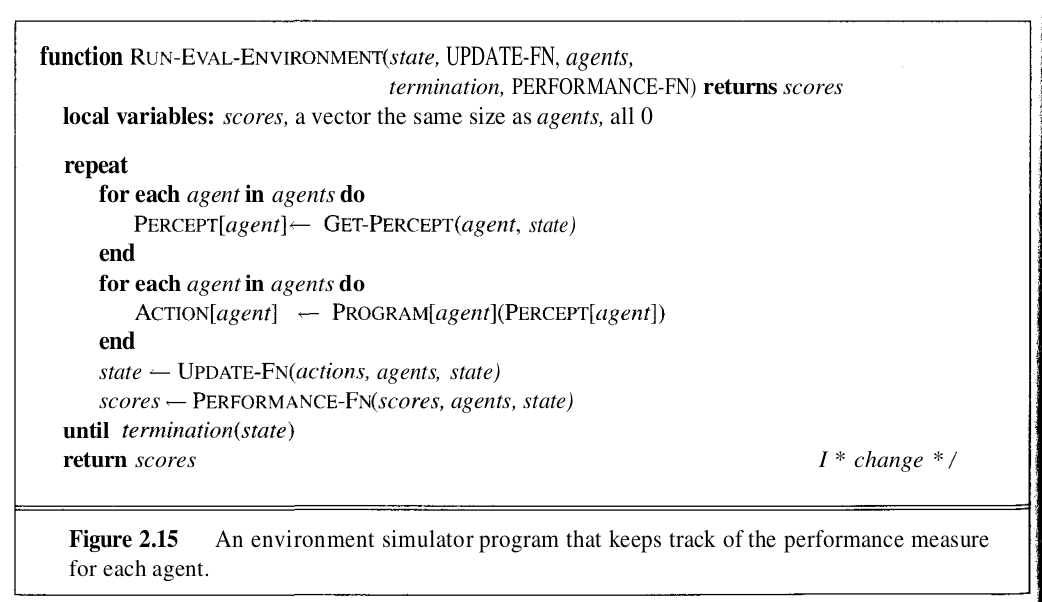 function RUN-EVAL-ENVIRONMENT(state, UPDATE-FN, agents,
termination, PERFORMANCE-FN) returns scores
local variables: scores, a vector the same size as agents, all 0
repeat
for each agent in agents do
PERCEPT[agent]← GET-PERCEPT(agent, state)
end
for each agent in agents do
ACTION[agent] ← PROGRAM[agent](PERCEPT[agent])
end
state ← UPDATE-FN(actions, agents, state)
scores ← PERFORMANCE-FN(scores, agents, state)
until termination(state)
return scores I * change * /
Figure 2.15 An environment simulator program that keeps track of the performance measure
for each agent.